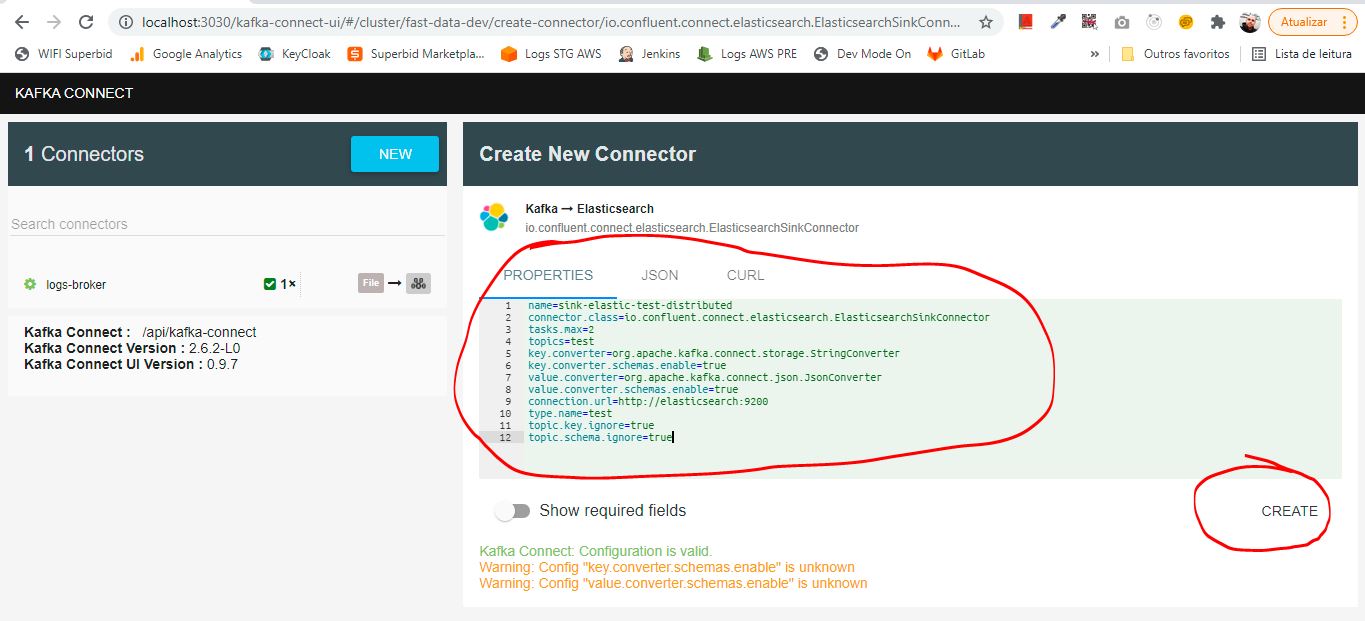 localhost:3030/kafka-connect-ui/#/cluster/fast-data-dev/create-connector/io.confluent.connect.elasticsearch.ElasticsearchSinkConn...
Atualizar
WIFI Superbid
Google Analytics
KeyCloak
Superbid Marketpla...
Logs STG AWS
Jenkins
Logs AWS PRE
Dev Mode On
GitLab
»
Outros favoritos
Lista de leitura
KAFKA CONNECT
1 Connectors
NEW
Search connectors
logs-broker
1×
File
Kafka Connect : /api/kafka-connect
Kafka Connect Version : 2.6.2-L0
Kafka Connect UI Version : 0.9.7
Create New Connector
Kafka → Elasticsearch
io.confluent.connect.elasticsearch.ElasticsearchSinkConnector
PROPERTIES
JSON
CURL
1 name=sink-elastic-test-distributed
2 connector.class=io.confluent.connect.elasticsearch.ElasticsearchSinkConnector
3 tasks.max=2
4 topics=test
5 key.converter=org.apache.kafka.connect.storage.StringConverter
6 key.converter.schemas.enable=true
7 value.converter=org.apache.kafka.connect.json.JsonConverter
8 value.converter.schemas.enable=true
9 connection.url=http://elasticsearch:9200
10 type.name=test
11 topic.key.ignore=true
12 topic.schema.ignore=true
Show required fields
CREATE
Kafka Connect: Configuration is valid.
Warning: Config "key.converter.schemas.enable" is unknown
Warning: Config "value.converter.schemas.enable" is unknown